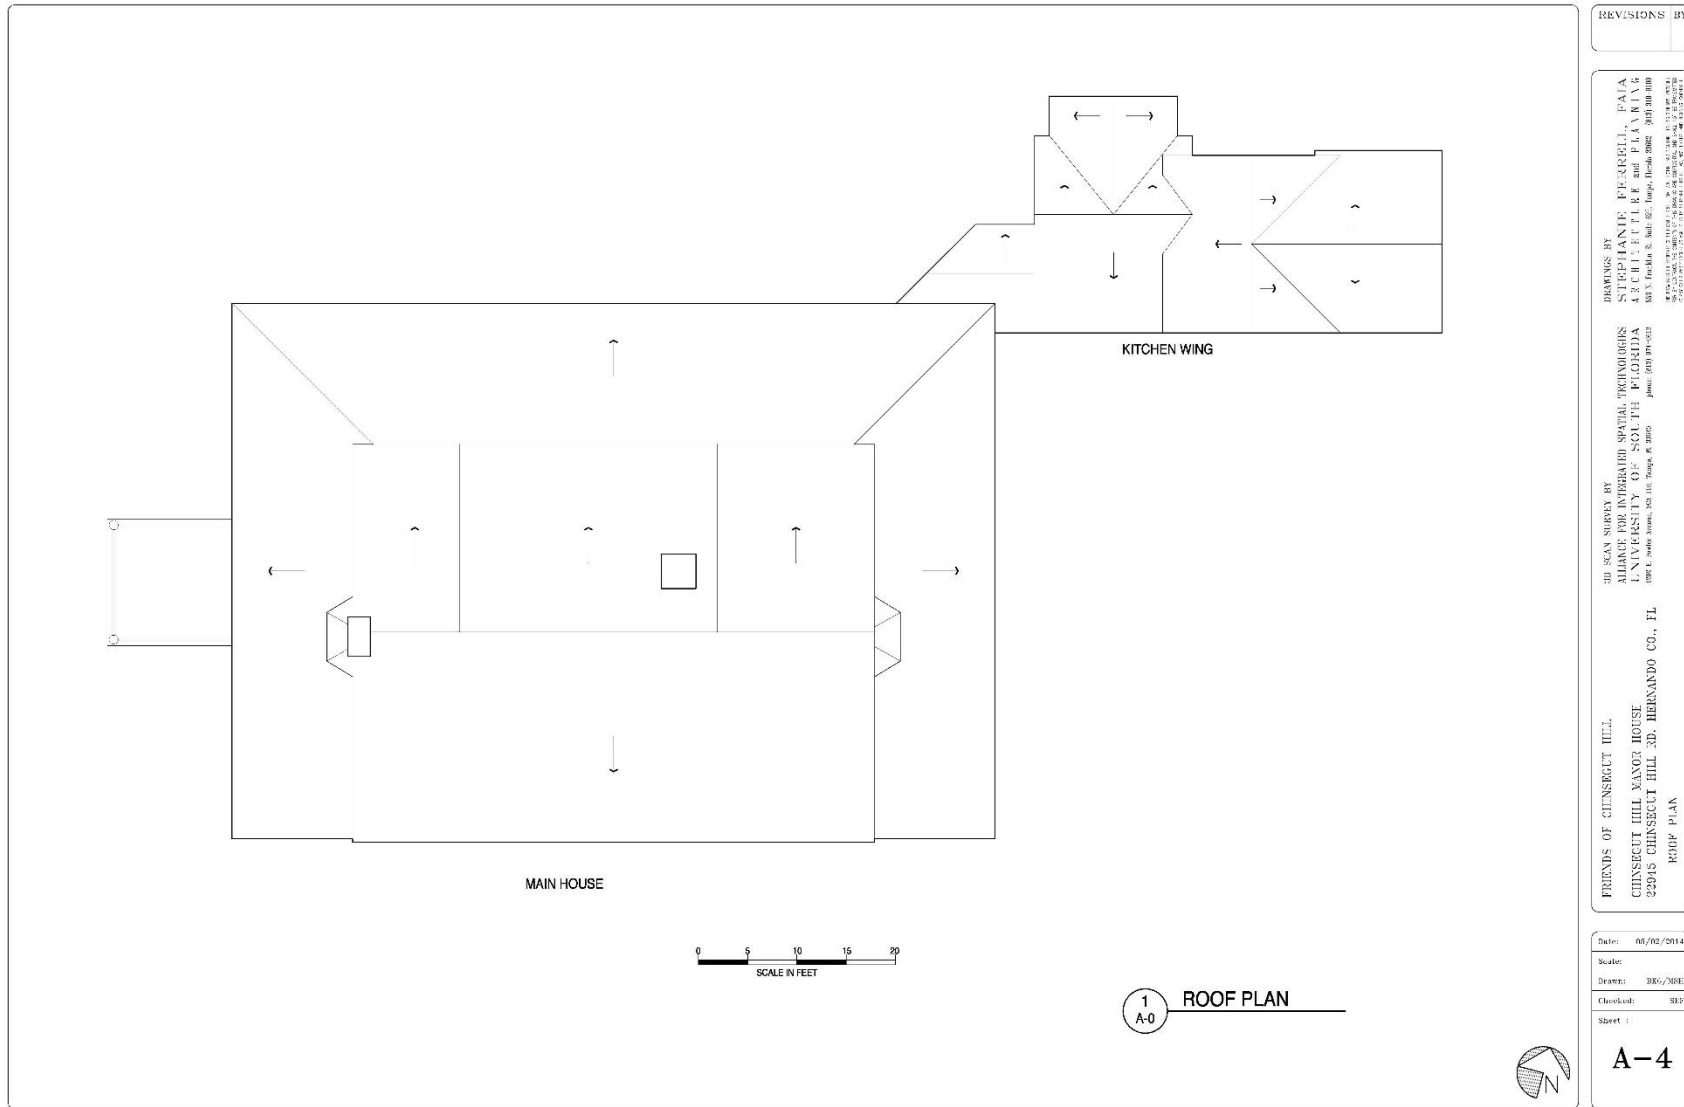 KITCHEN WING
MAIN HOUSE
0 5 10 15 20
SCALE IN FEET
1
A-0
ROOF PLAN
N
REVISIONS BY
DRAWINGS BY
STEPHANIE FERRELL, FAIA
ARCHITECTURE and PLANNING
3D SCAN SURVEY BY
ALLIANCE FOR INTEGRATED SPATIAL TECHNOLOGIES
UNIVERSITY OF SOUTH FLORIDA
FRIENDS OF CHINSEGUT HILL
CHINSEGUT HILL MANOR HOUSE
22945 CHINSEGUT HILL RD. HERNANDO CO., FL
ROOF PLAN
Date:
Scale:
Drawn:
Checked: SEF
Sheet :
A-4